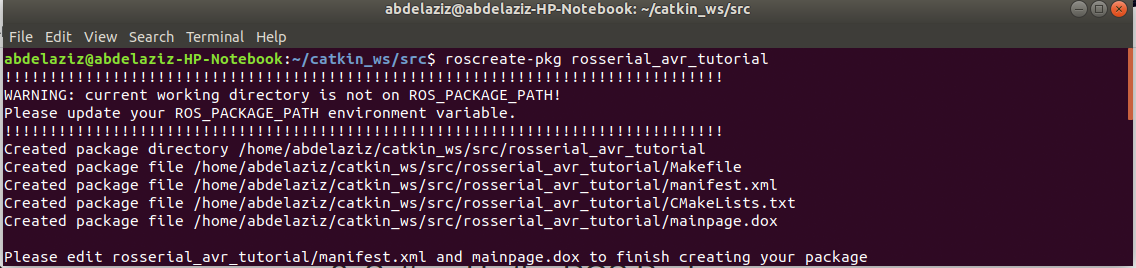 abdelaziz@abdelaziz-HP-Notebook: ~/catkin_ws/src
File Edit View Search Terminal Help
abdelaziz@abdelaziz-HP-Notebook:~/catkin_ws/src$ roscreate-pkg rosserial_avr_tutorial
!!!!!!!!!!!!!!!!!!!!!!!!!!!!!!!!!!!!!!!!!!!!!!!!!!!!!!!!!!!!!!!!!!!!!!!!!!!!!!!!
WARNING: current working directory is not on ROS_PACKAGE_PATH!
Please update your ROS_PACKAGE_PATH environment variable.
!!!!!!!!!!!!!!!!!!!!!!!!!!!!!!!!!!!!!!!!!!!!!!!!!!!!!!!!!!!!!!!!!!!!!!!!!!!!!!!!
Created package directory /home/abdelaziz/catkin_ws/src/rosserial_avr_tutorial
Created package file /home/abdelaziz/catkin_ws/src/rosserial_avr_tutorial/Makefile
Created package file /home/abdelaziz/catkin_ws/src/rosserial_avr_tutorial/manifest.xml
Created package file /home/abdelaziz/catkin_ws/src/rosserial_avr_tutorial/CMakeLists.txt
Created package file /home/abdelaziz/catkin_ws/src/rosserial_avr_tutorial/mainpage.dox
Please edit rosserial_avr_tutorial/manifest.xml and mainpage.dox to finish creating your package